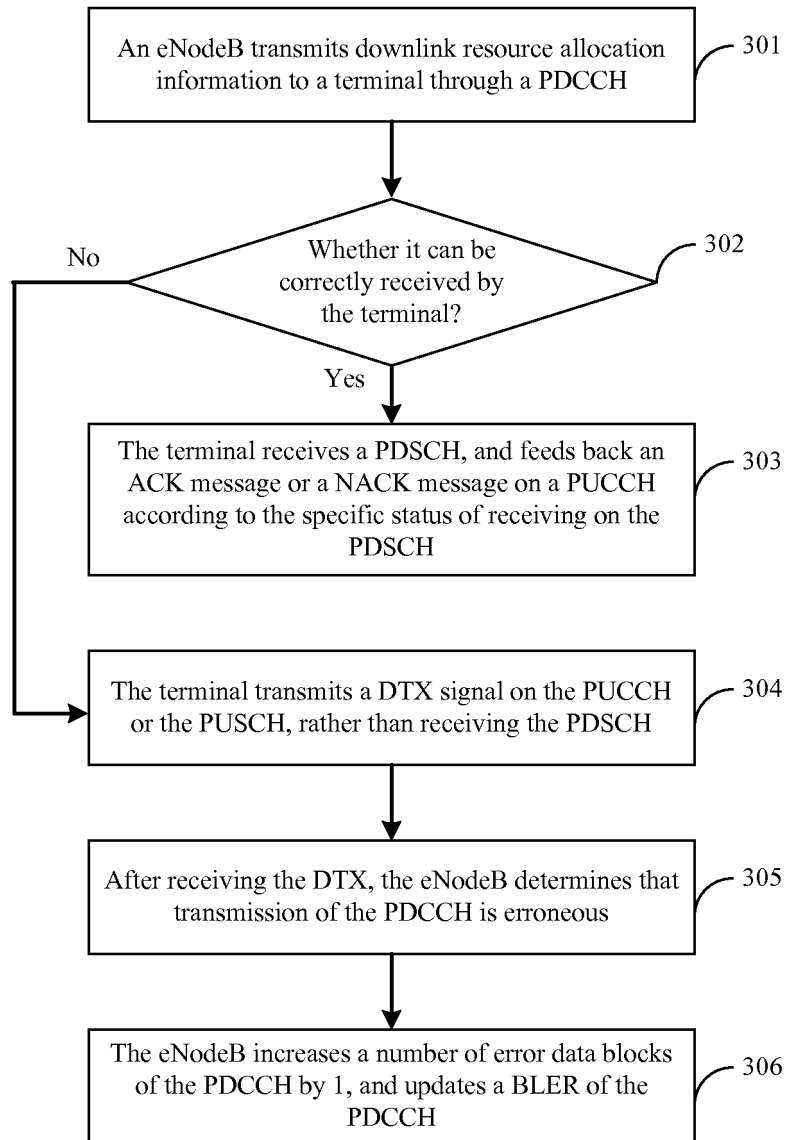 An eNodeB transmits downlink resource allocation
information to a terminal through a PDCCH
301
Whether it can be
correctly received by
the terminal?
302
No
Yes
The terminal receives a PDSCH, and feeds back an
ACK message or a NACK message on a PUCCH
according to the specific status of receiving on the
PDSCH
303
The terminal transmits a DTX signal on the PUCCH
or the PUSCH, rather than receiving the PDSCH
304
After receiving the DTX, the eNodeB determines that
transmission of the PDCCH is erroneous
305
The eNodeB increases a number of error data blocks
of the PDCCH by 1, and updates a BLER of the
PDCCH
306